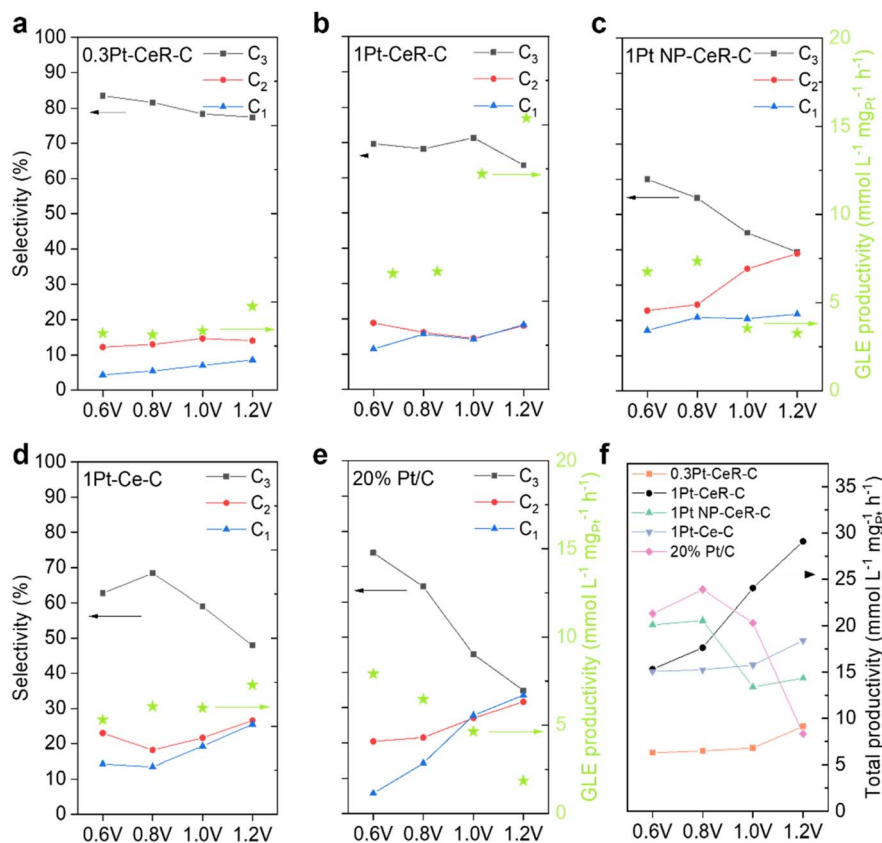 a
0.3Pt-CeR-C
C₃
C₂
C₁
Selectivity (%)
100
90
80
70
60
50
40
30
20
10
0
0.6V 0.8V 1.0V 1.2V
b
1Pt-CeR-C
C₃
C₂
C₁
0.6V 0.8V 1.0V 1.2V
c
1Pt NP-CeR-C
C₃
C₂
C₁
20
15
10
5
0
GLE productivity (mmol L⁻¹ mgPt⁻¹ h⁻¹)
0.6V 0.8V 1.0V 1.2V
d
1Pt-Ce-C
C₃
C₂
C₁
Selectivity (%)
100
90
80
70
60
50
40
30
20
10
0
0.6V 0.8V 1.0V 1.2V
e
20% Pt/C
C₃
C₂
C₁
20
15
10
5
0
GLE productivity (mmol L⁻¹ mgPt⁻¹ h⁻¹)
0.6V 0.8V 1.0V 1.2V
f
0.3Pt-CeR-C
1Pt-CeR-C
1Pt NP-CeR-C
1Pt-Ce-C
20% Pt/C
35
30
25
20
15
10
5
0
Total productivity (mmol L⁻¹ mgPt⁻¹ h⁻¹)
0.6V 0.8V 1.0V 1.2V